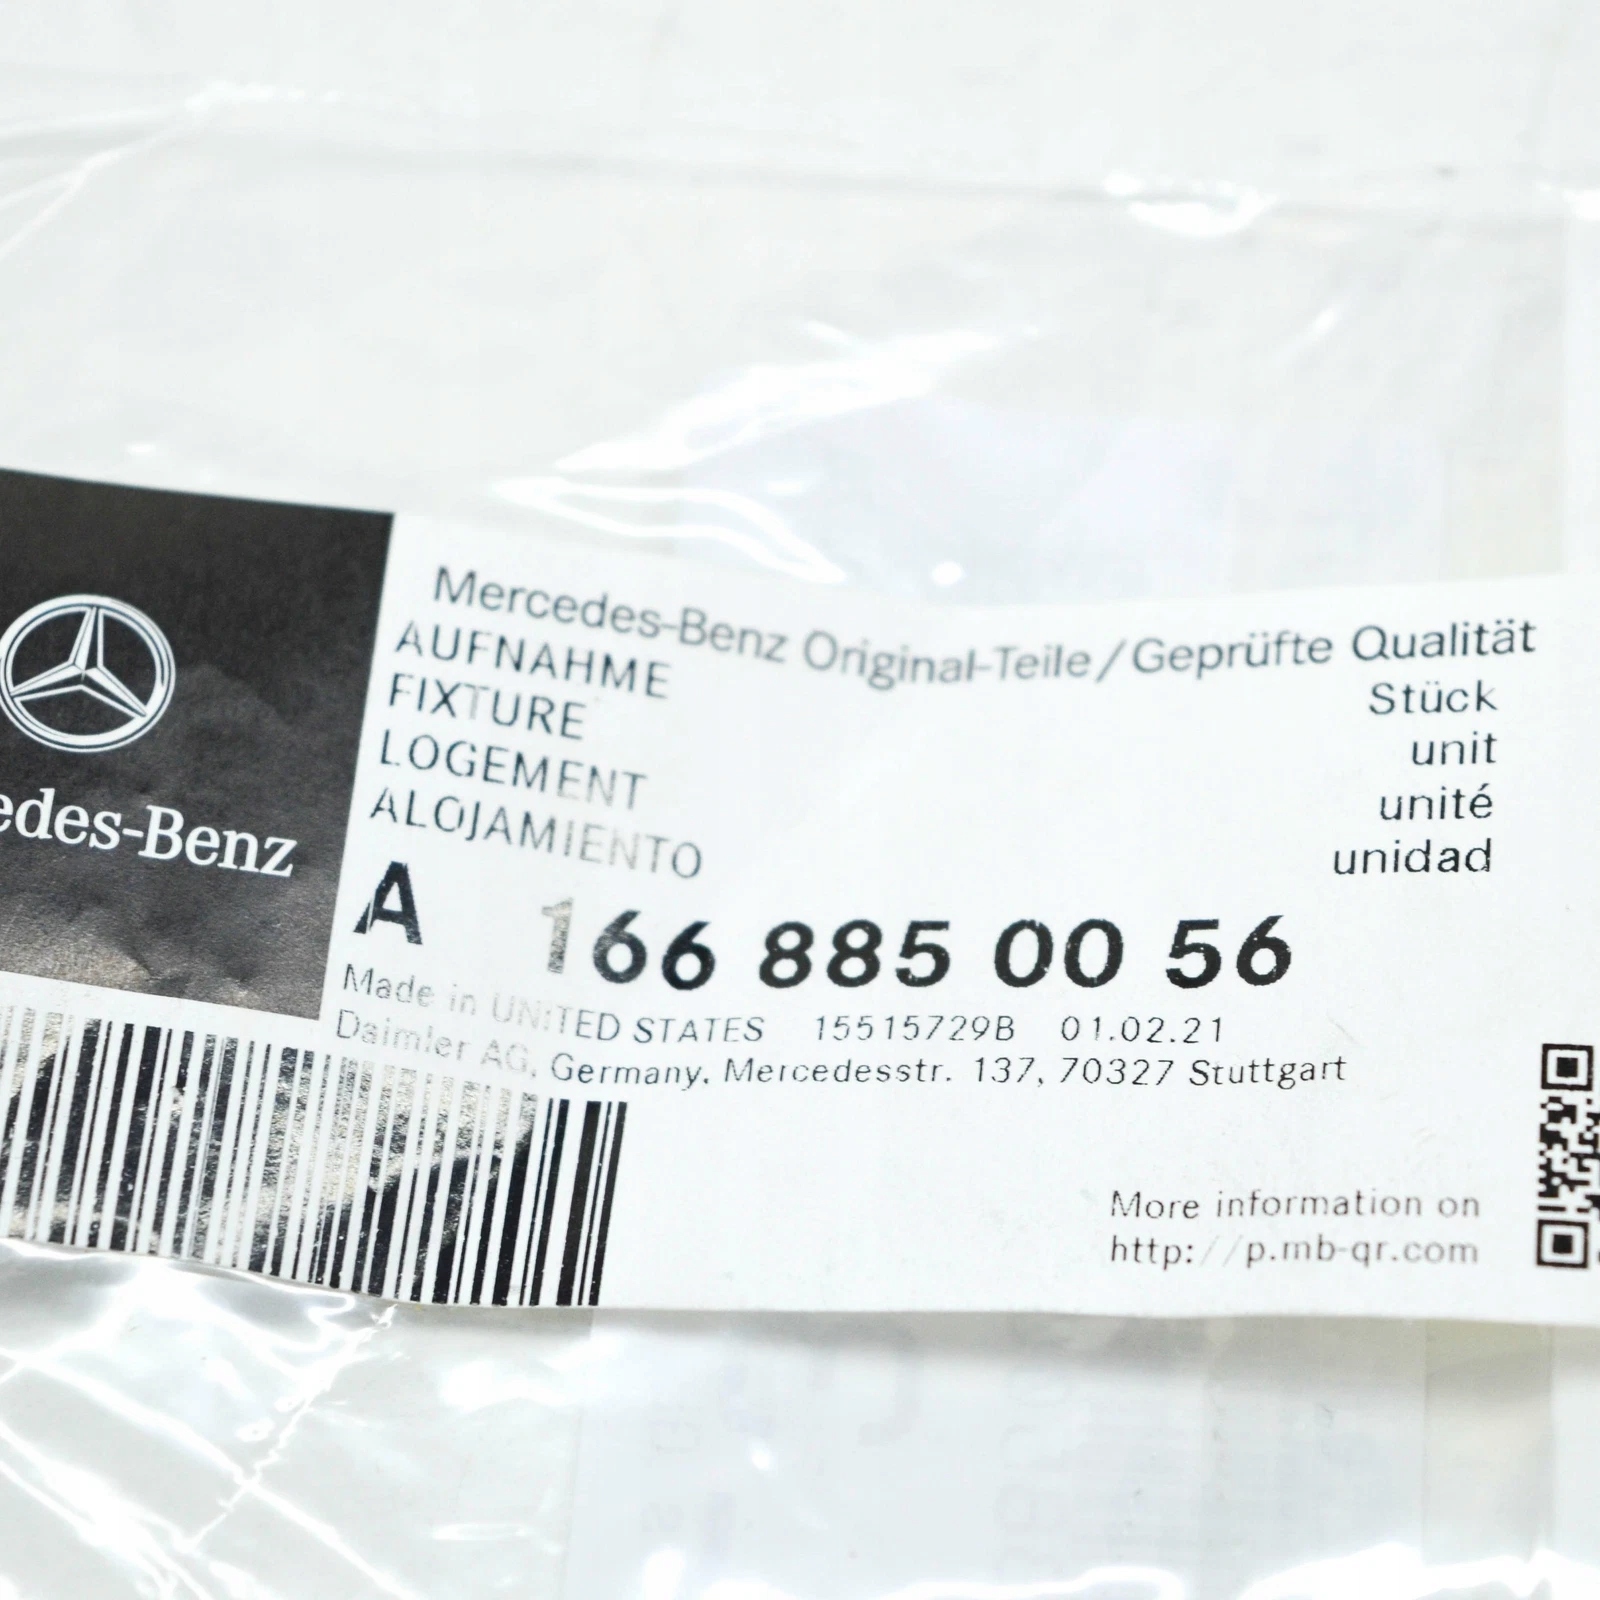 edes-Benz
Mercedes-Benz Original-Teile/Geprüfte Qualität
AUFNAHME
FIXTURE
LOGEMENT
ALOJAMIENTO
Stück
unit
unité
unidad
A 166 885 00 56
Made in UNITED STATES 15515729B 01.02.21
Daimler AG, Germany, Mercedesstr. 137, 70327 Stuttgart
More information on
http://p.mb-qr.com